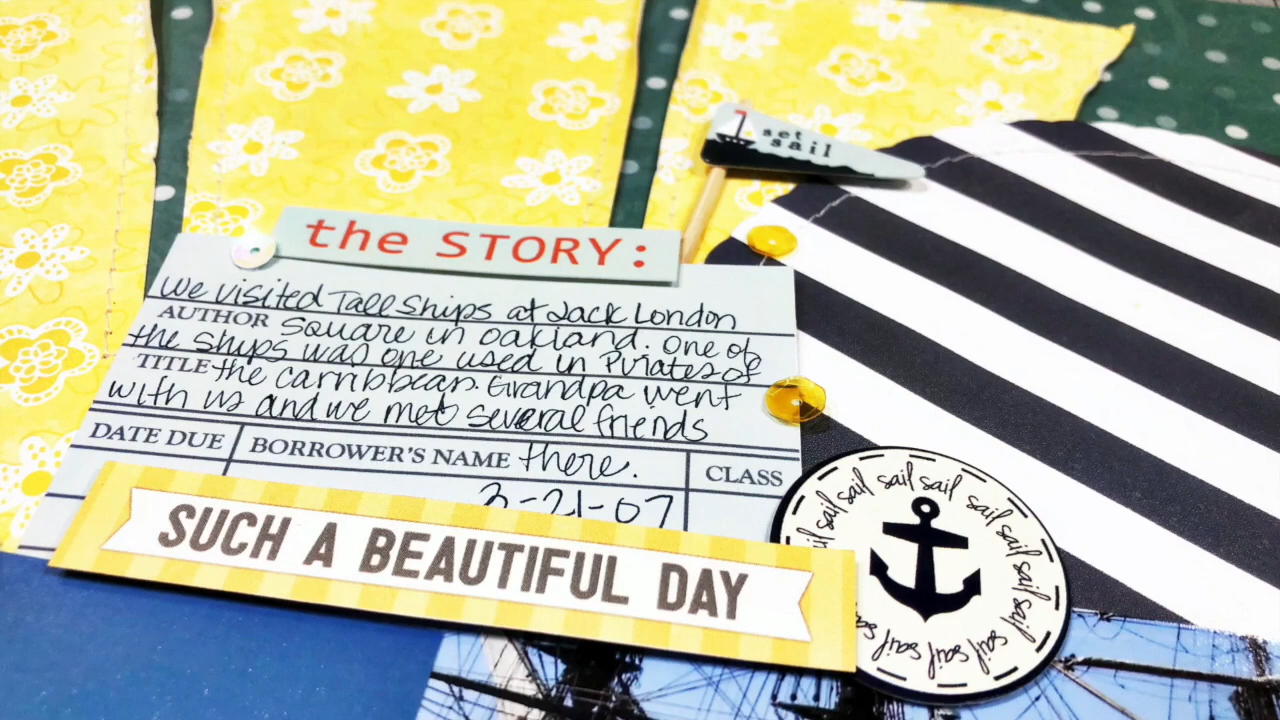 set
sail
the STORY:
We visited Tall Ships at Jack London
AUTHOR Square in Oakland. One of
the ships was one used in Pirates of
TITLE the Carribbean. Grandpa went
with us and we met several friends
DATE DUE BORROWER'S NAME there. CLASS
3-21-07
SUCH A BEAUTIFUL DAY
sail sail sail sail sail sail sail sail sail sail sail